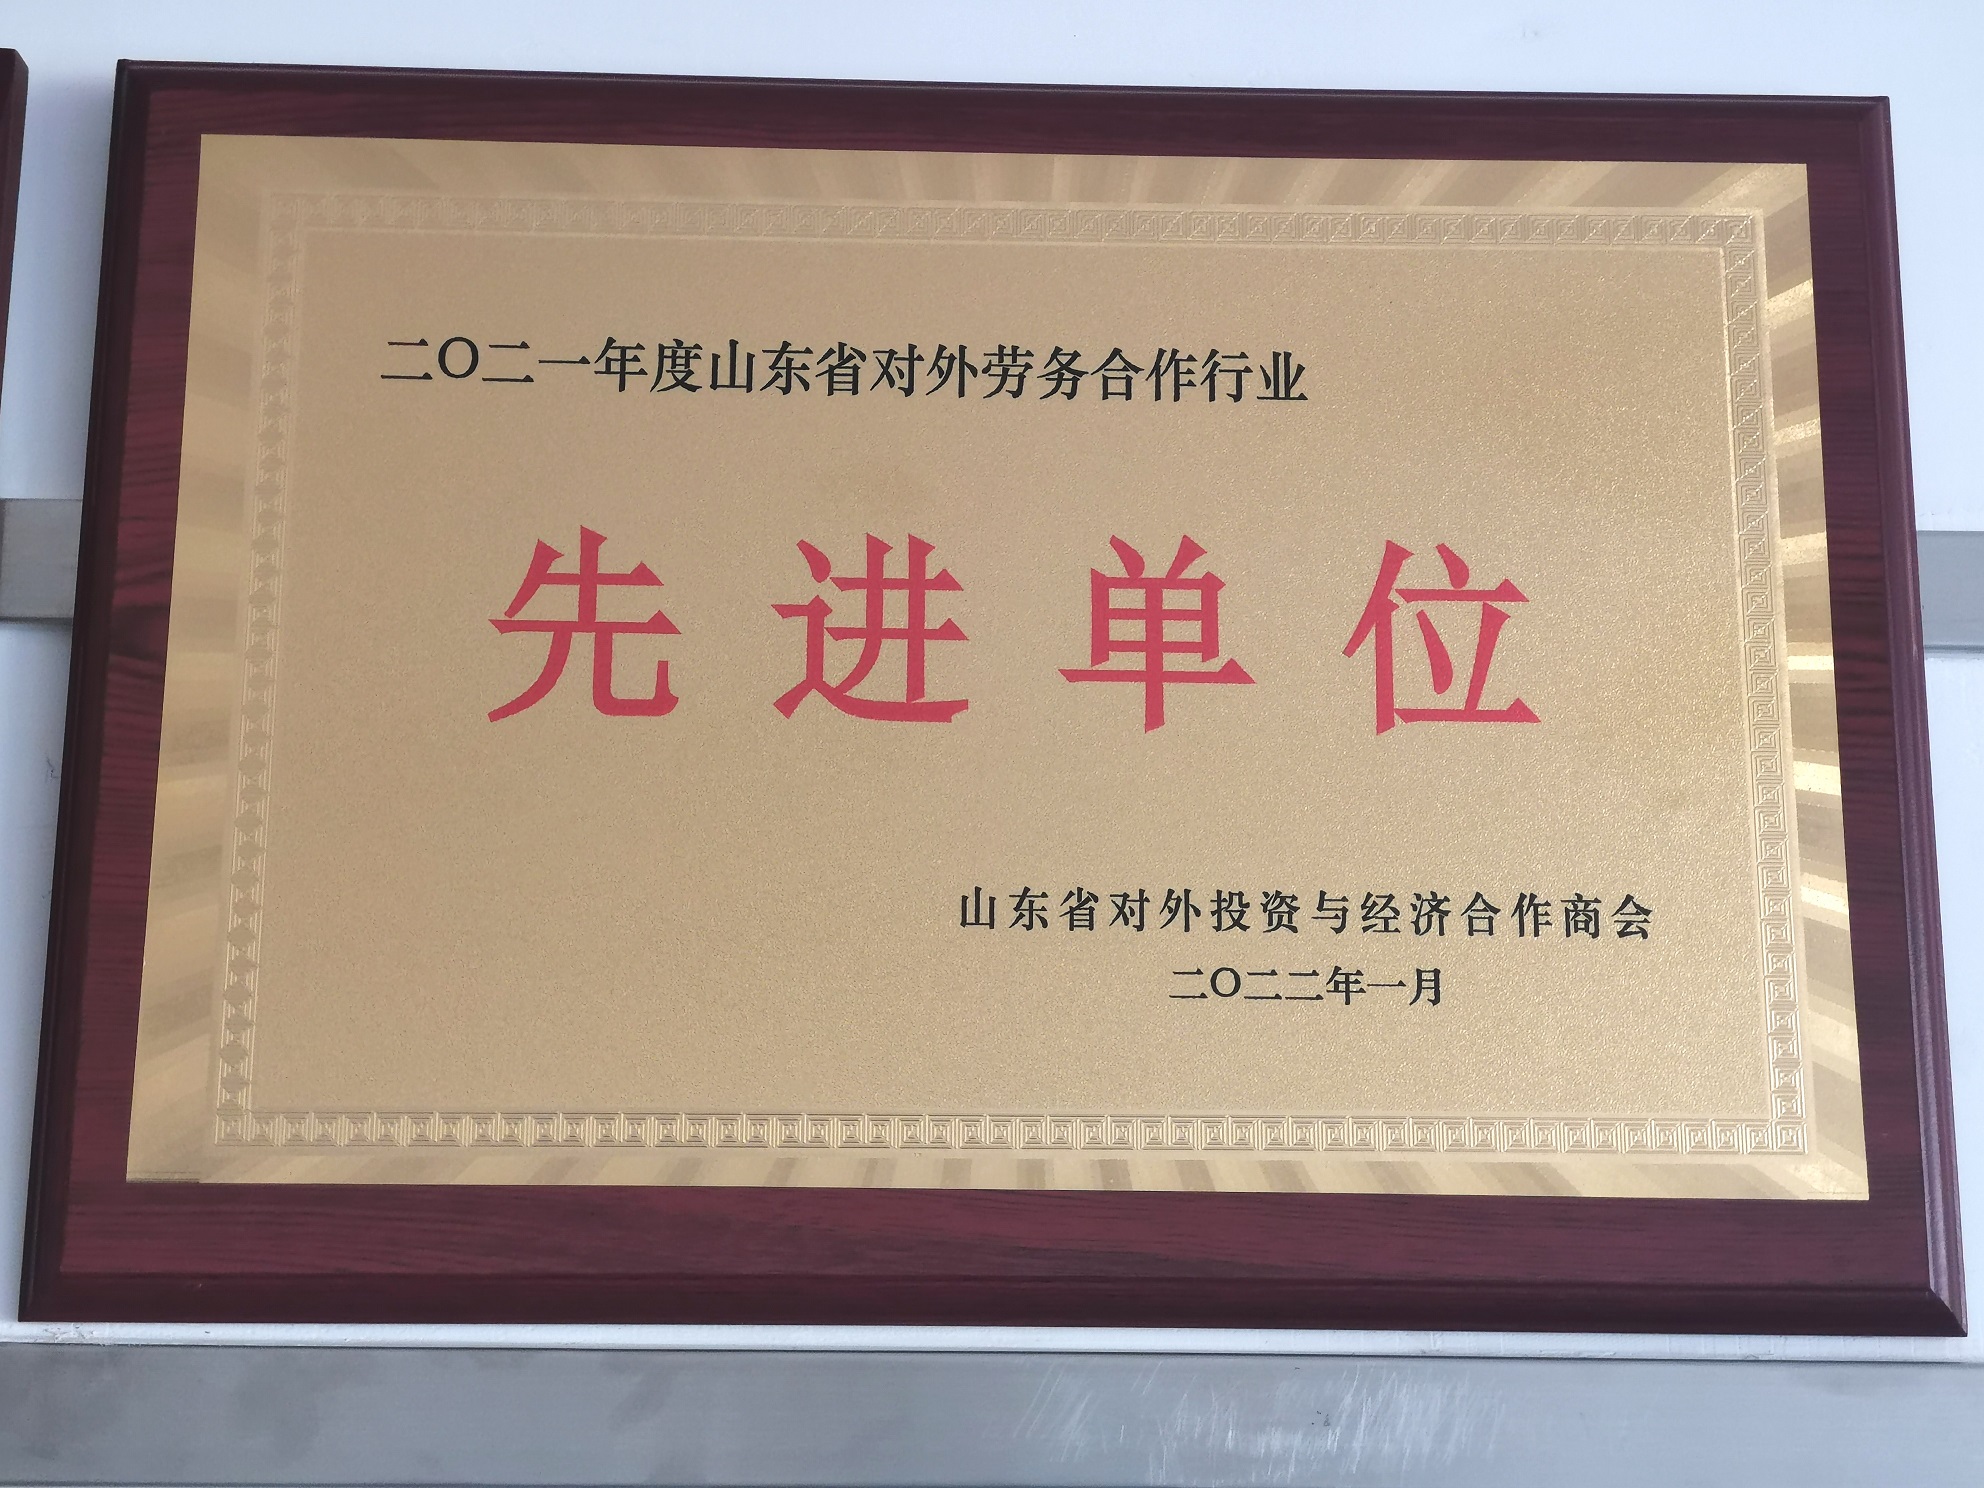 二〇二一年度山东省对外劳务合作行业
先进单位
山东省对外投资与经济合作商会
二〇二二年一月